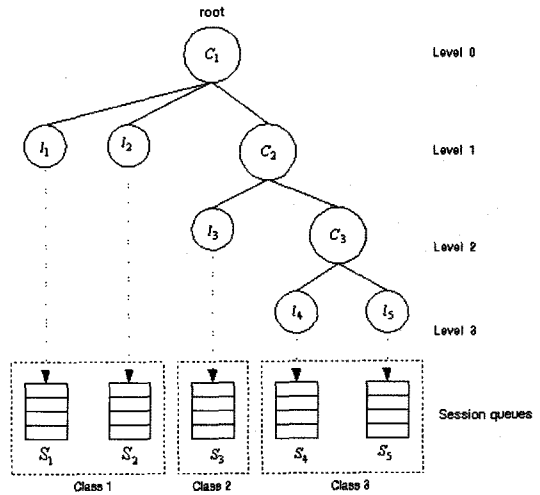 root
C₁
Level 0
l₁
l₂
C₂
Level 1
l₃
C₃
Level 2
l₄
l₅
Level 3
Session queues
S₁
S₂
S₃
S₄
S₅
Class 1
Class 2
Class 3